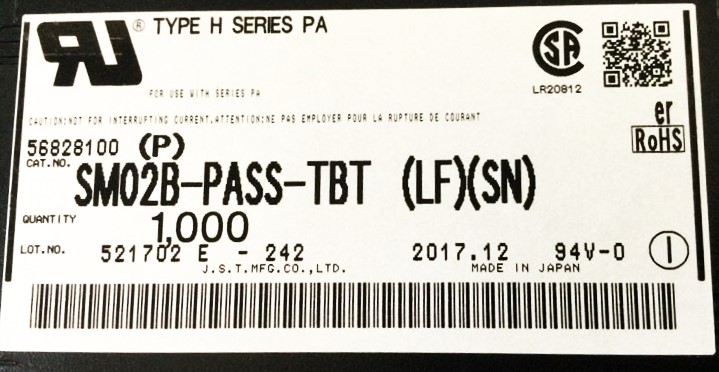 ® TYPE H SERIES PA
FOR USE WITH SERIES PA
LR20812
CAUTION:NOT FOR INTERRUPTING CURRENT,ATTENTION:NE PAS EMPLOYER POUR LA RUPTURE DE COURANT
er
RoHS
56828100 (P)
CAT.NO. SM02B-PASS-TBT (LF)(SN)
QUANTITY 1,000
LOT.NO. 521702 E - 242 2017.12 94V-0 1
J.S.T.MFG.CO.,LTD. MADE IN JAPAN